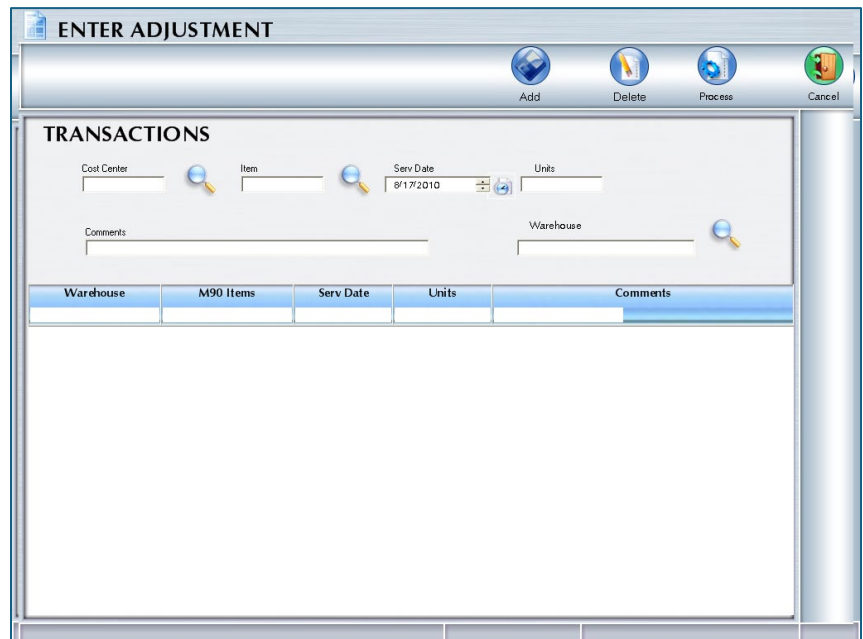 ENTER ADJUSTMENT
Add Delete Process Cancel
TRANSACTIONS
Cost Center Item Serv Date Units
8/17/2010
Comments Warehouse
Warehouse M90 Items Serv Date Units Comments